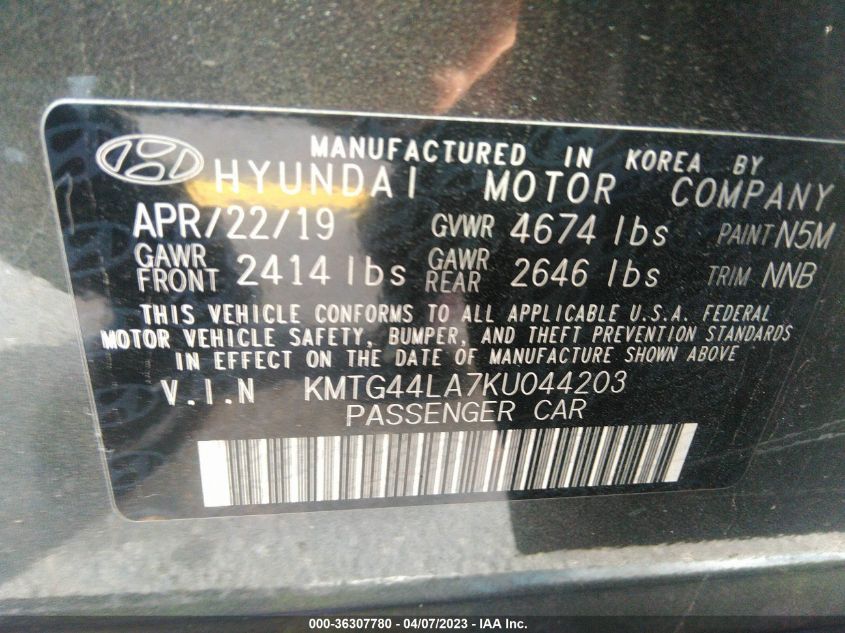 MANUFACTURED IN KOREA BY
HYUNDAI MOTOR COMPANY
APR/22/19 GVWR 4674 lbs PAINT N5M
GAWR FRONT 2414 lbs GAWR REAR 2646 lbs TRIM NNB
THIS VEHICLE CONFORMS TO ALL APPLICABLE U.S.A. FEDERAL
MOTOR VEHICLE SAFETY, BUMPER, AND THEFT PREVENTION STANDARDS
IN EFFECT ON THE DATE OF MANUFACTURE SHOWN ABOVE
V.I.N KMTG44LA7KU044203
PASSENGER CAR
000-36307780 - 04/07/2023 - IAA Inc.